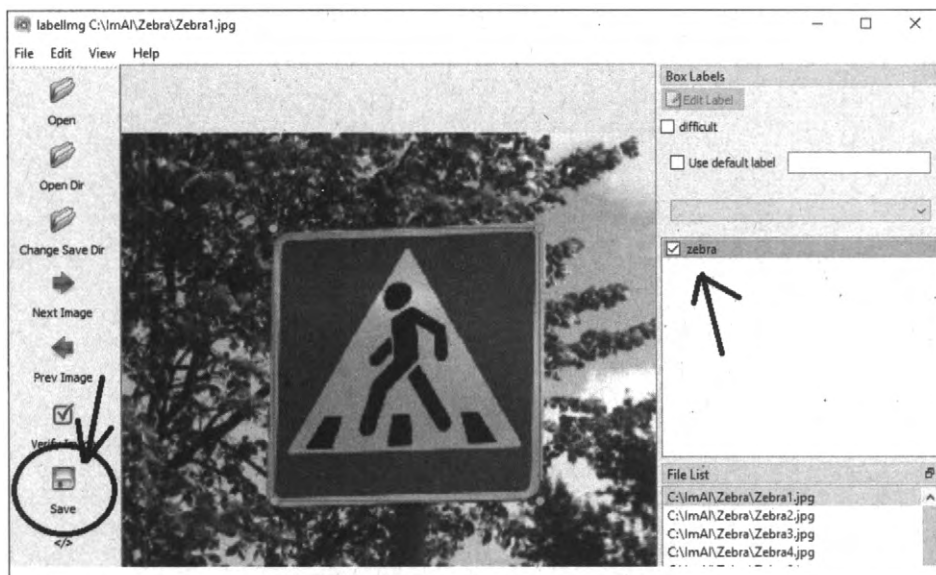 labelImg C:\ImAI\Zebra\Zebra1.jpg
File Edit View Help
Open
Open Dir
Change Save Dir
Next Image
Prev Image
Verify Image
Save
</>
Box Labels
Edit Label
difficult
Use default label
zebra
File List
C:\ImAI\Zebra\Zebra1.jpg
C:\ImAI\Zebra\Zebra2.jpg
C:\ImAI\Zebra\Zebra3.jpg
C:\ImAI\Zebra\Zebra4.jpg